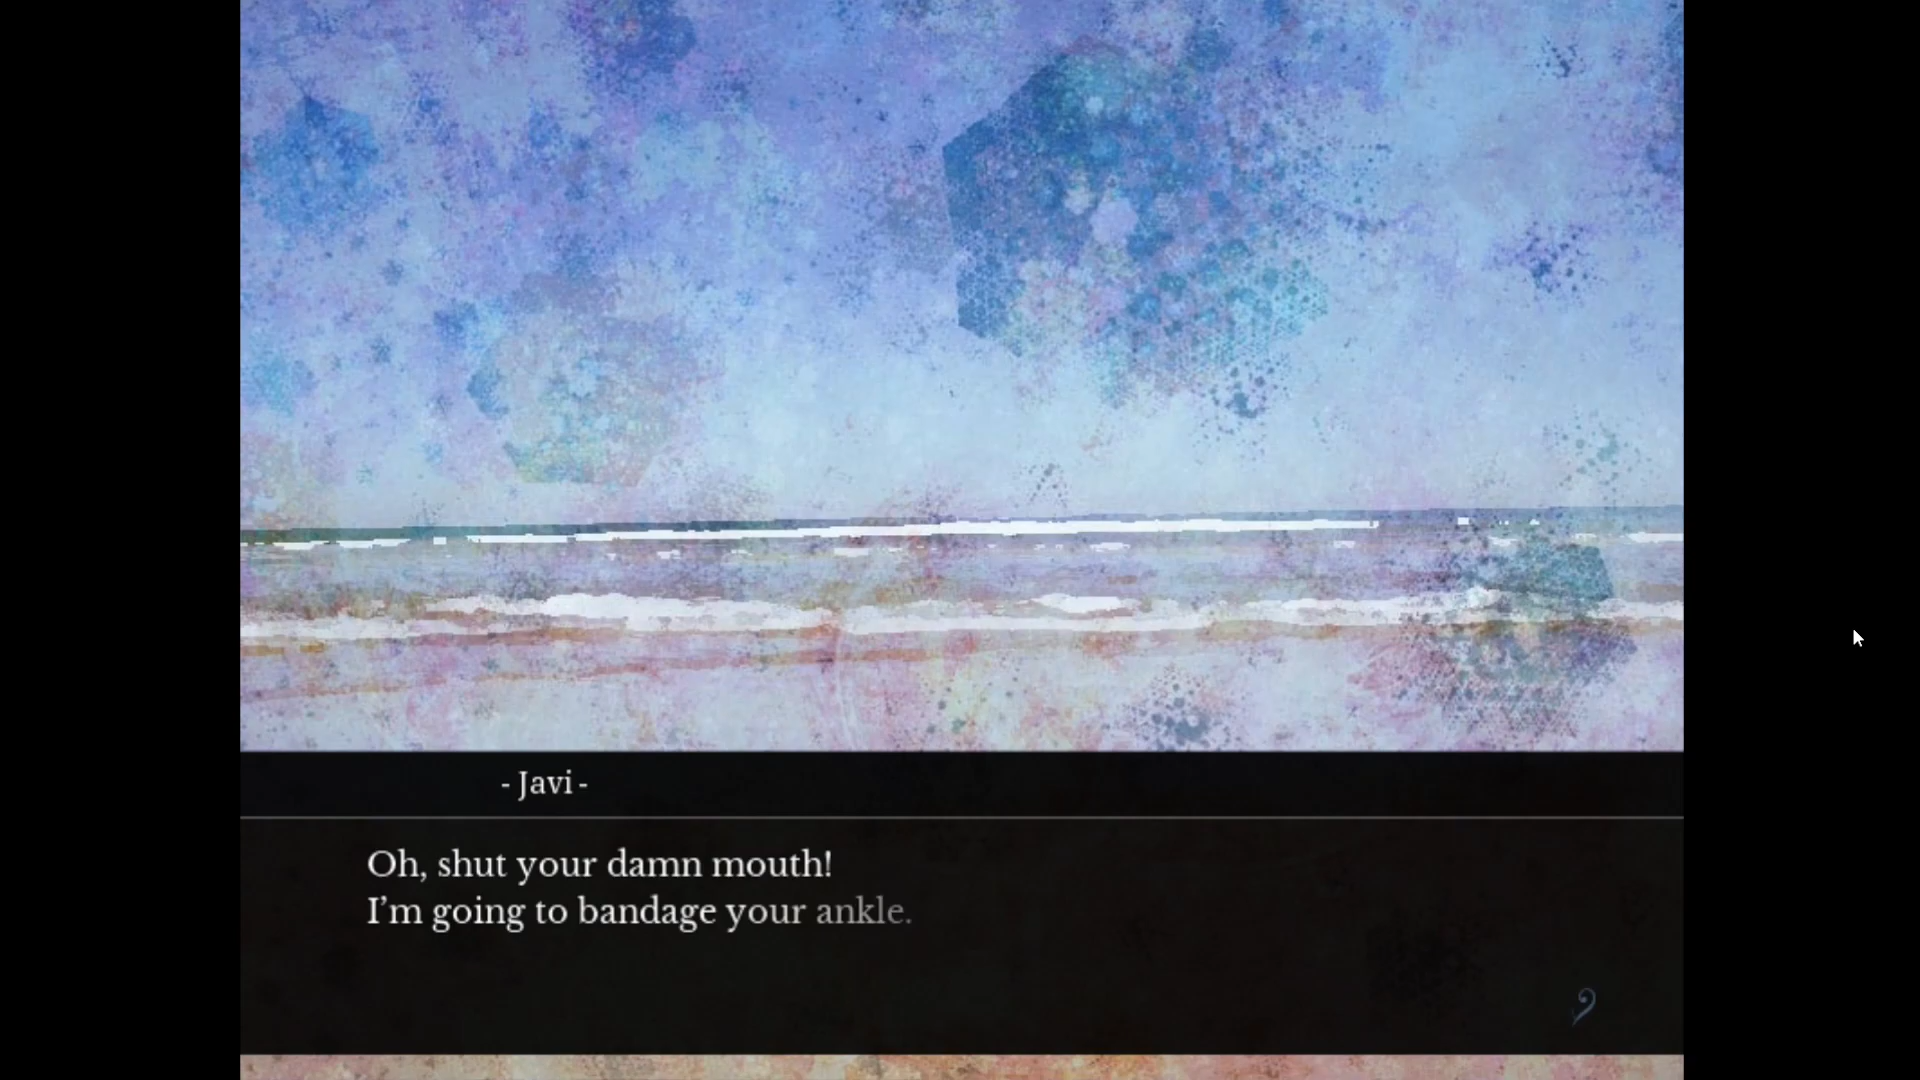 - Javi -
Oh, shut your damn mouth!
I’m going to bandage your ankle.